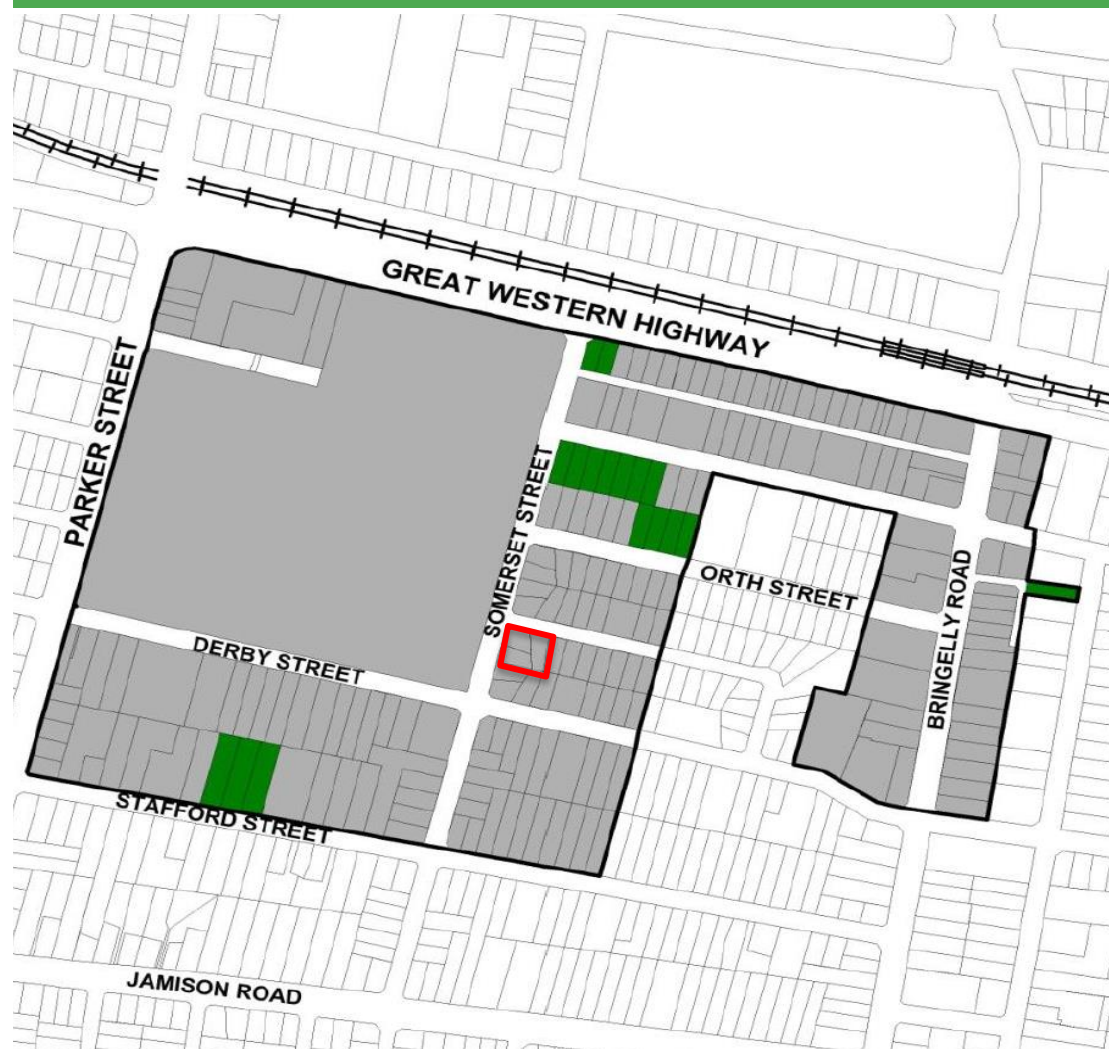 GREAT WESTERN HIGHWAY
PARKER STREET
SOMERSET STREET
ORTH STREET
BRINGELLY ROAD
DERBY STREET
STAFFORD STREET
JAMISON ROAD